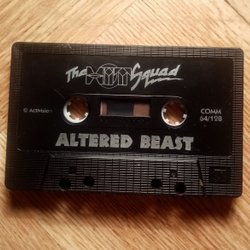 The HIT Squad
© Activision
COMM
64/128
ALTERED BEAST